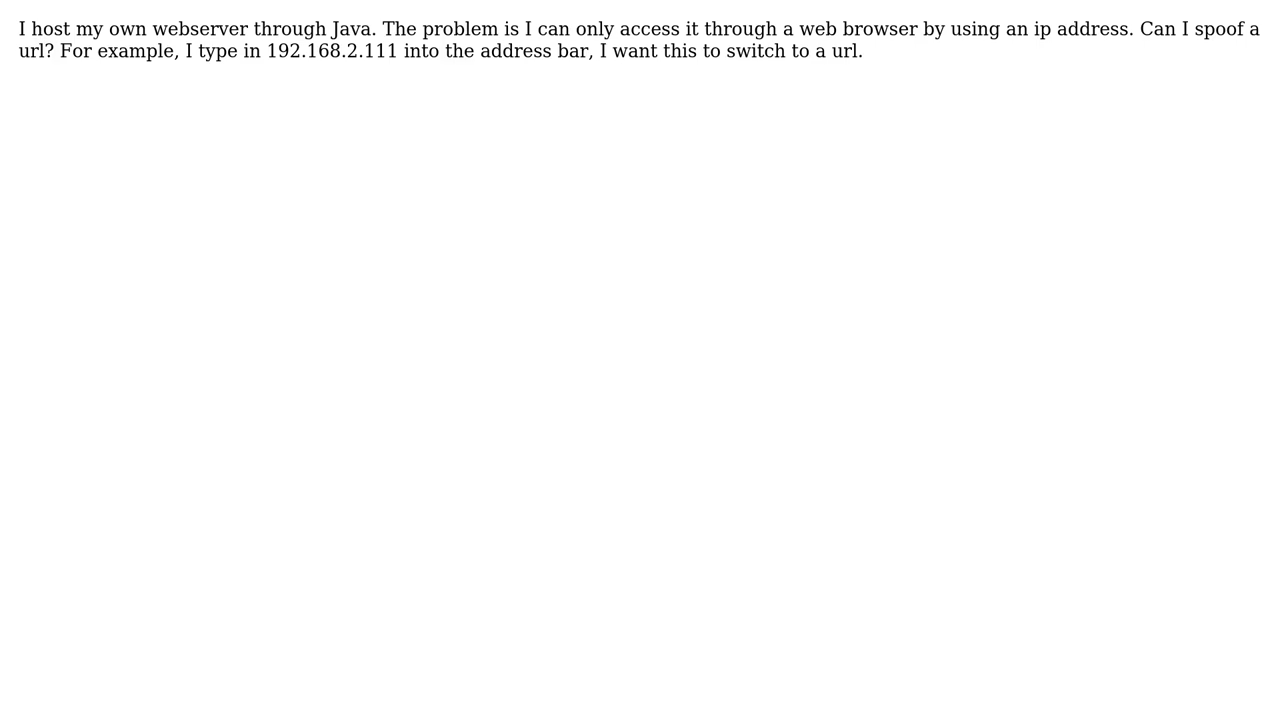 I host my own webserver through Java. The problem is I can only access it through a web browser by using an ip address. Can I spoof a
url? For example, I type in 192.168.2.111 into the address bar, I want this to switch to a url.